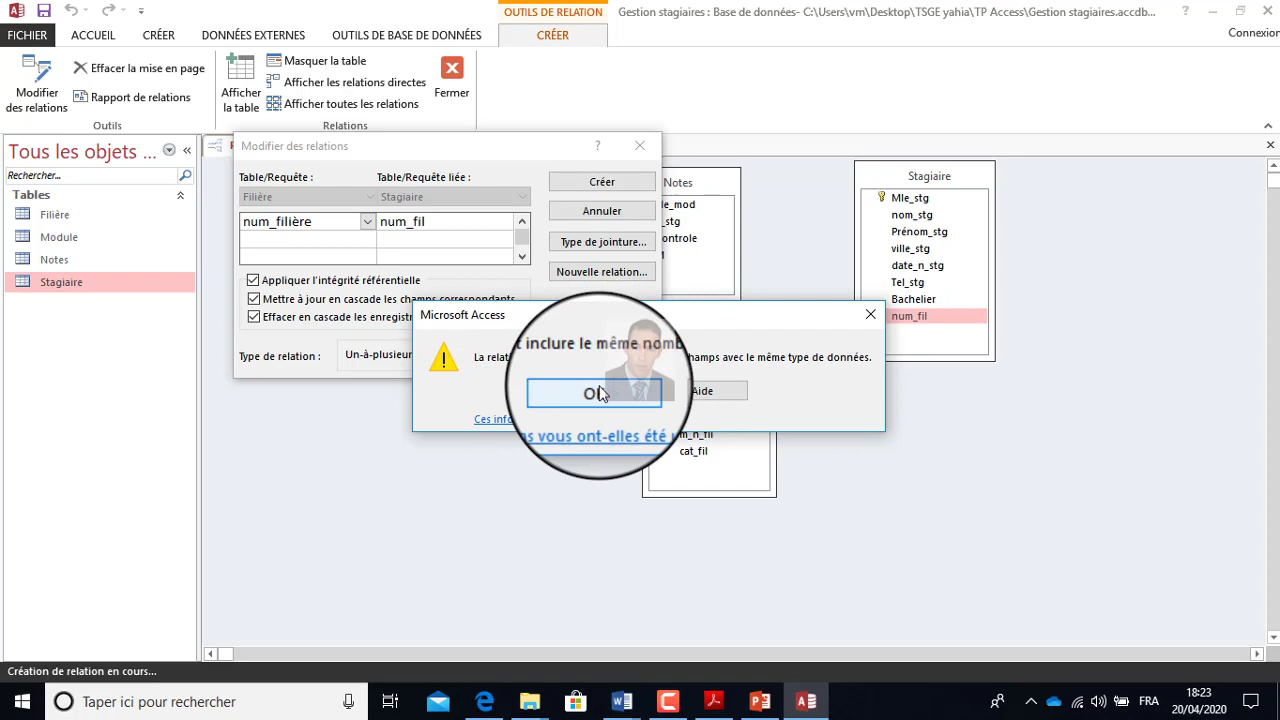 OUTILS DE RELATION
Gestion stagiaires : Base de données- C:\Users\vm\Desktop\TSGE yahia\TP Access\Gestion stagiaires.accdb...
FICHIER
ACCUEIL
CRÉER
DONNÉES EXTERNES
OUTILS DE BASE DE DONNÉES
CRÉER
Connexion
Modifier des relations
Effacer la mise en page
Rapport de relations
Outils
Afficher la table
Masquer la table
Afficher les relations directes
Afficher toutes les relations
Fermer
Relations
Tous les objets ...
Rechercher...
Tables
Filière
Module
Notes
Stagiaire
Modifier des relations
Table/Requête :
Table/Requête liée :
Filière
Stagiaire
num_filière
num_fil
Créer
Annuler
Type de jointure...
Nouvelle relation...
Appliquer l'intégrité référentielle
Mettre à jour en cascade les champs correspondants
Effacer en cascade les enregist
Type de relation :
Un-à-plusieur
Notes
e_mod
_stg
ontrole
Stagiaire
Mle_stg
nom_stg
Prénom_stg
ville_stg
date_n_stg
Tel_stg
Bachelier
num_fil
Microsoft Access
La relati
t inclure le même nomb
hamps avec le même type de données.
Aide
Ces info
s vous ont-elles été
m_n_fil
cat_fil
Création de relation en cours...
Taper ici pour rechercher
FRA
18:23
20/04/2020